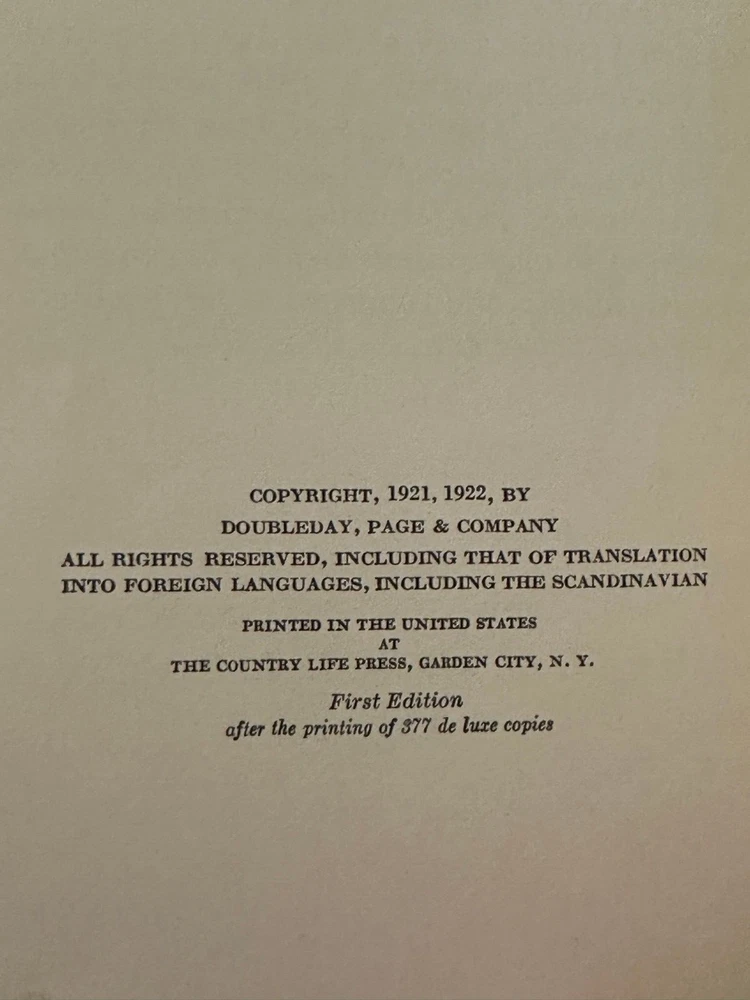 COPYRIGHT, 1921, 1922, BY
DOUBLEDAY, PAGE & COMPANY
ALL RIGHTS RESERVED, INCLUDING THAT OF TRANSLATION
INTO FOREIGN LANGUAGES, INCLUDING THE SCANDINAVIAN
PRINTED IN THE UNITED STATES
AT
THE COUNTRY LIFE PRESS, GARDEN CITY, N. Y.
First Edition
after the printing of 377 de luxe copies